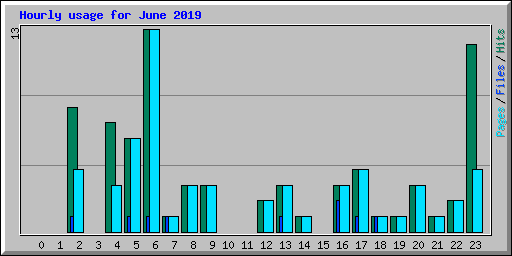 Hourly usage for June 2019
13
Pages/Files/Hits
0 1 2 3 4 5 6 7 8 9 10 11 12 13 14 15 16 17 18 19 20 21 22 23